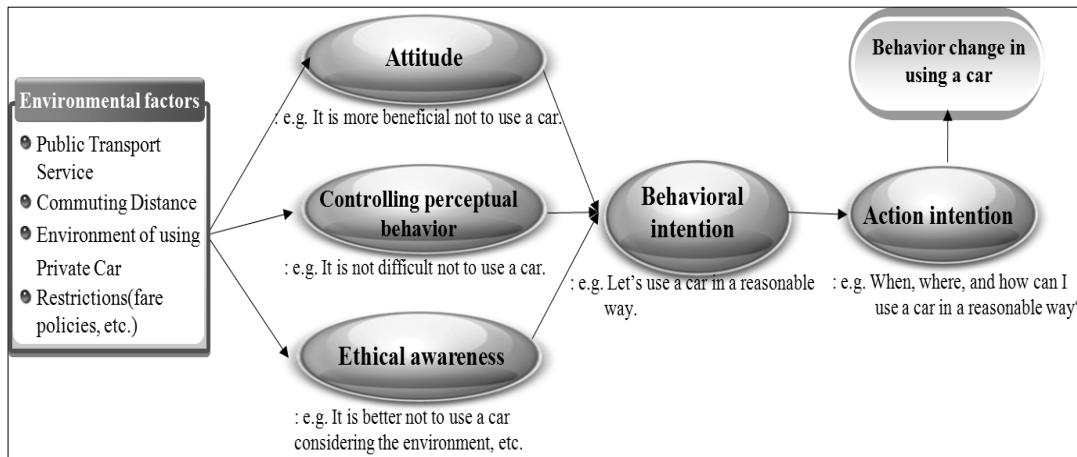 Environmental factors
Public Transport
Service
Commuting Distance
Environment of using
Private Car
Restrictions(fare
policies, etc.)
Attitude
: e.g. It is more beneficial not to use a car.
Controlling perceptual
behavior
: e.g. It is not difficult not to use a car.
Ethical awareness
: e.g. It is better not to use a car
considering the environment, etc.
Behavioral
intention
: e.g. Let's use a car in a reasonable
way.
Action intention
: e.g. When, where, and how can I
use a car in a reasonable way
Behavior change in
using a car